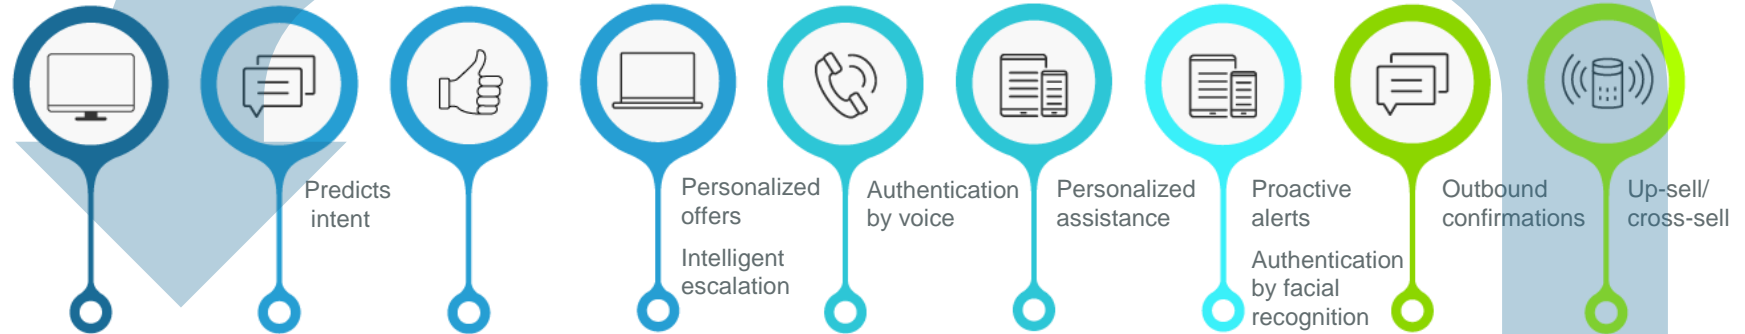 Predicts
intent
Personalized
offers
Intelligent
escalation
Authentication
by voice
Personalized
assistance
Proactive
alerts
Authentication
by facial
recognition
Outbound
confirmations
Up-sell/
cross-sell